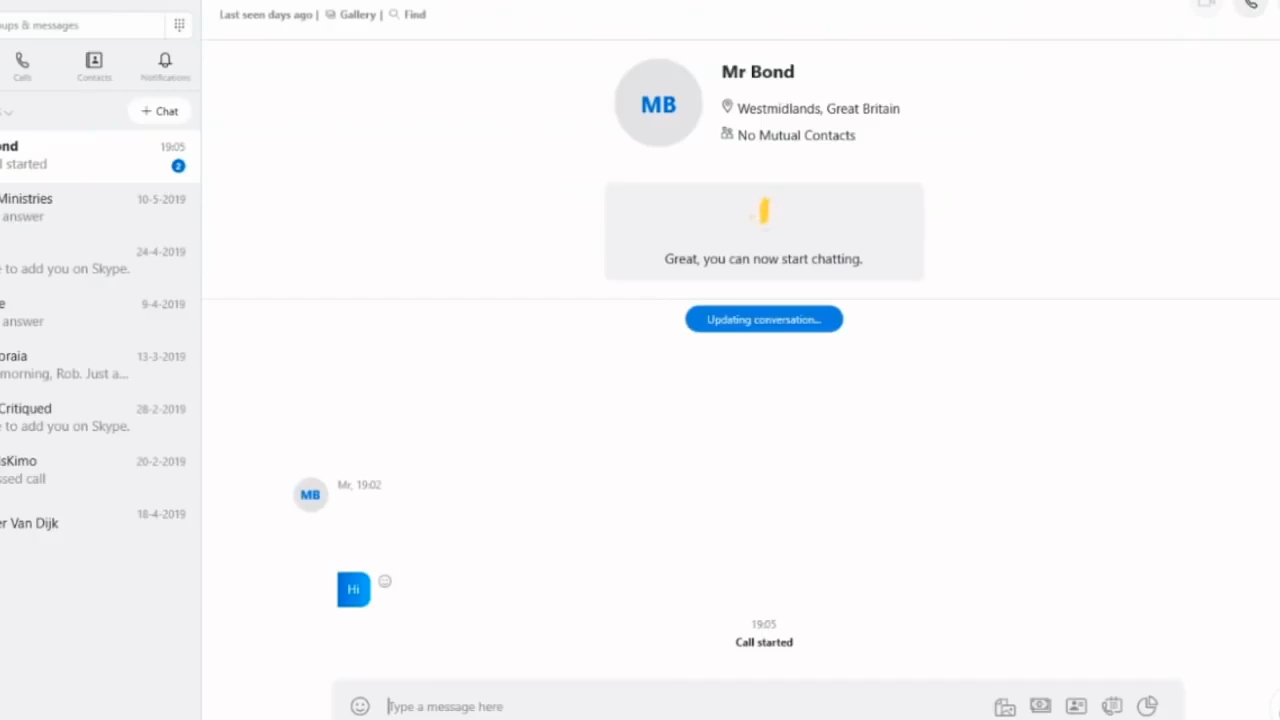 Last seen days ago | Gallery | Find
ups & messages
Calls
Contacts
Notifications
+ Chat
ond
19:05
l started
2
Ministries
10-5-2019
answer
24-4-2019
e to add you on Skype.
e
9-4-2019
answer
oraia
13-3-2019
morning, Rob. Just a...
Critiqued
28-2-2019
e to add you on Skype.
lsKimo
20-2-2019
ssed call
er Van Dijk
18-4-2019
MB
Mr Bond
Westmidlands, Great Britain
No Mutual Contacts
Great, you can now start chatting.
Updating conversation...
MB
Mr, 19:02
Hi
19:05
Call started
Type a message here